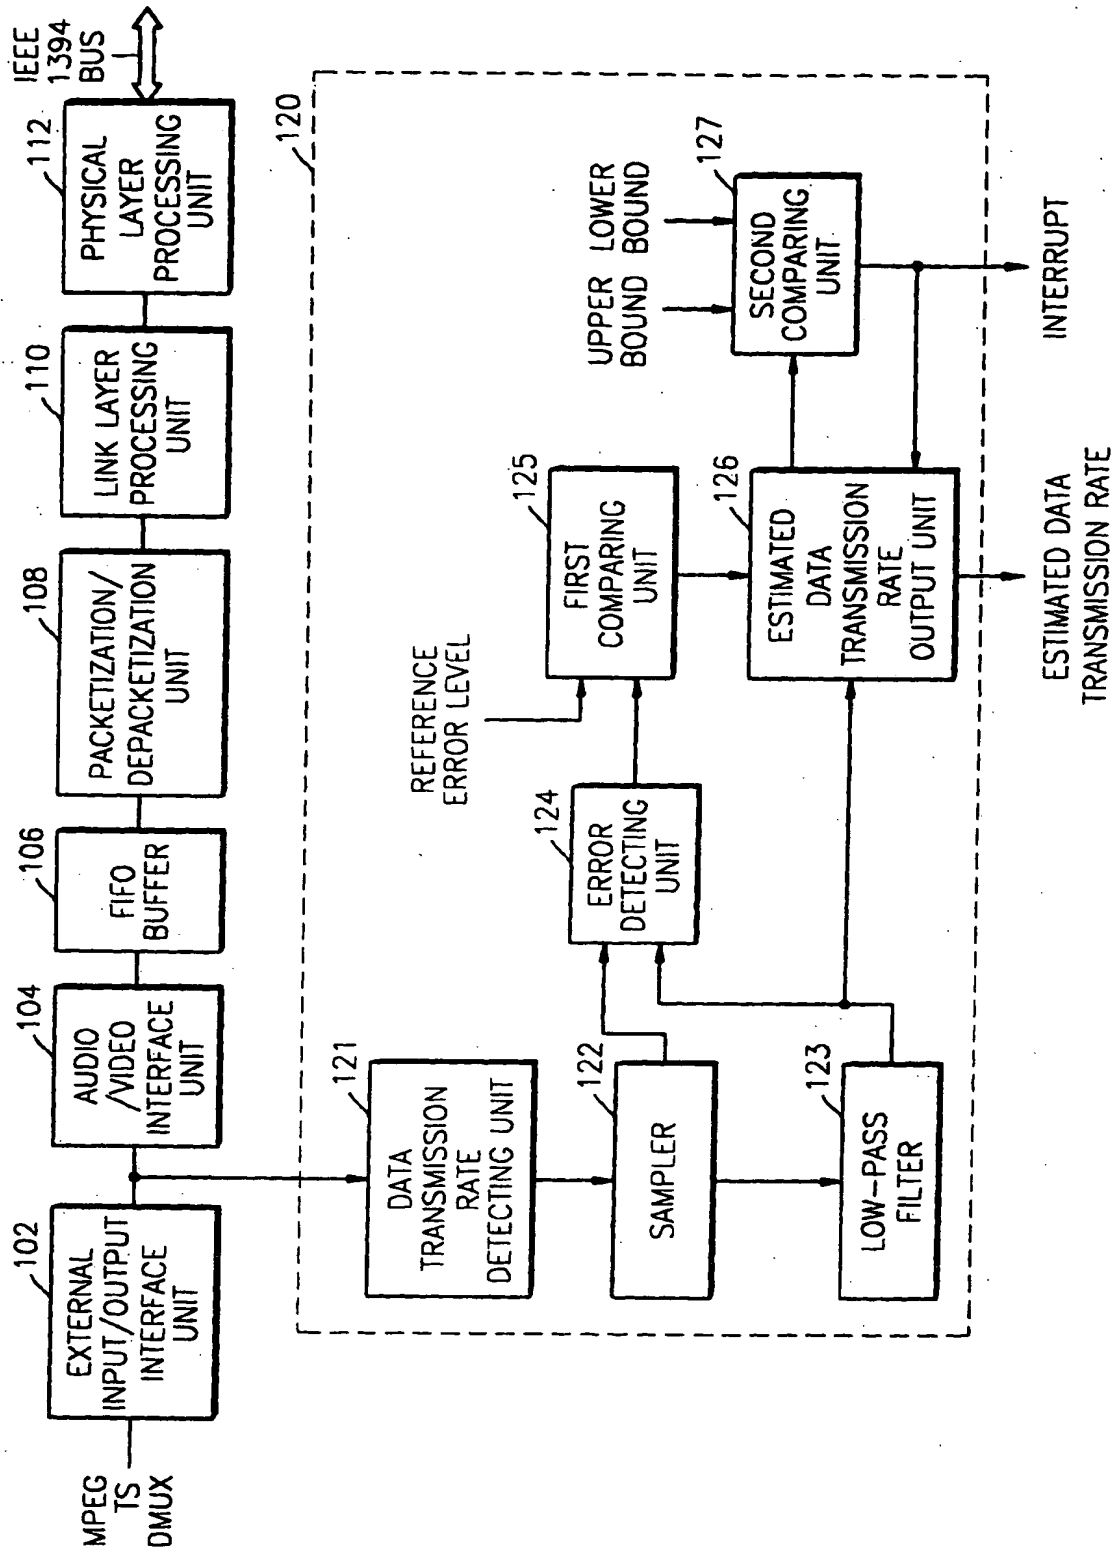 MPEG
TS
DMUX
102
EXTERNAL
INPUT/OUTPUT
INTERFACE
UNIT
104
AUDIO
/VIDEO
INTERFACE
UNIT
106
FIFO
BUFFER
108
PACKETIZATION/
DEPACKETIZATION
UNIT
110
LINK LAYER
PROCESSING
UNIT
112
PHYSICAL
LAYER
PROCESSING
UNIT
IEEE
1394
BUS
120
121
DATA
TRANSMISSION
RATE
DETECTING UNIT
122
SAMPLER
123
LOW-PASS
FILTER
124
ERROR
DETECTING
UNIT
REFERENCE
ERROR LEVEL
125
FIRST
COMPARING
UNIT
126
ESTIMATED
DATA
TRANSMISSION
RATE
OUTPUT UNIT
UPPER
BOUND
LOWER
BOUND
127
SECOND
COMPARING
UNIT
ESTIMATED DATA
TRANSMISSION RATE
INTERRUPT